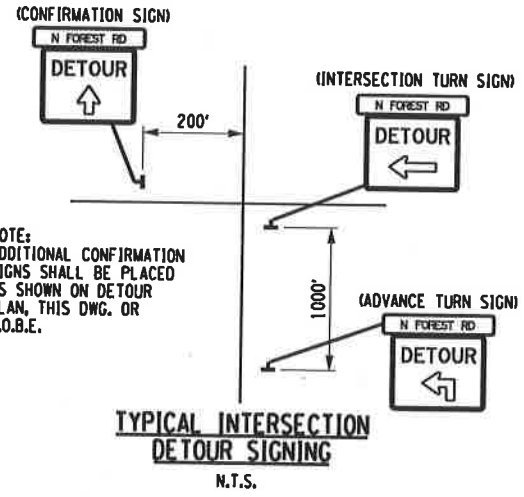 (CONFIRMATION SIGN)
N FOREST RD
DETOUR
200'
(INTERSECTION TURN SIGN)
N FOREST RD
DETOUR
OTE:
DDITIONAL CONFIRMATION
IGNS SHALL BE PLACED
S SHOWN ON DETOUR
LAN, THIS DWG. OR
.O.B.E.
1000'
(ADVANCE TURN SIGN)
N FOREST RD
DETOUR
TYPICAL INTERSECTION
DETOUR SIGNING
N.T.S.